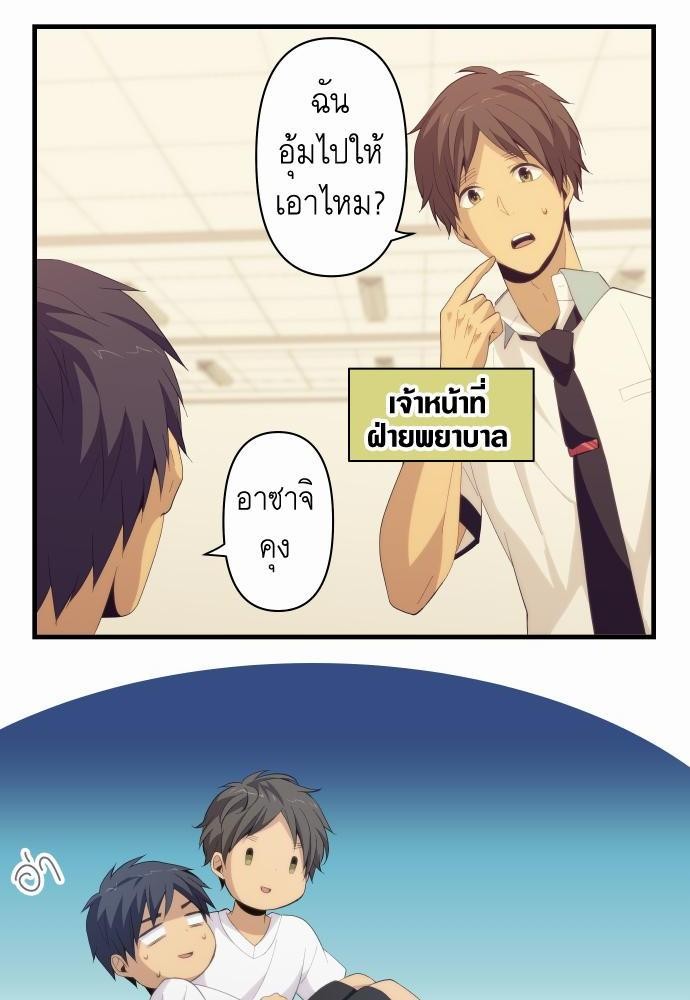 ฉัน
อุ้มไปให้
เอาไหม?
เจ้าหน้าที่
ฝ่ายพยาบาล
อาซาจิ
คุง
อ่า